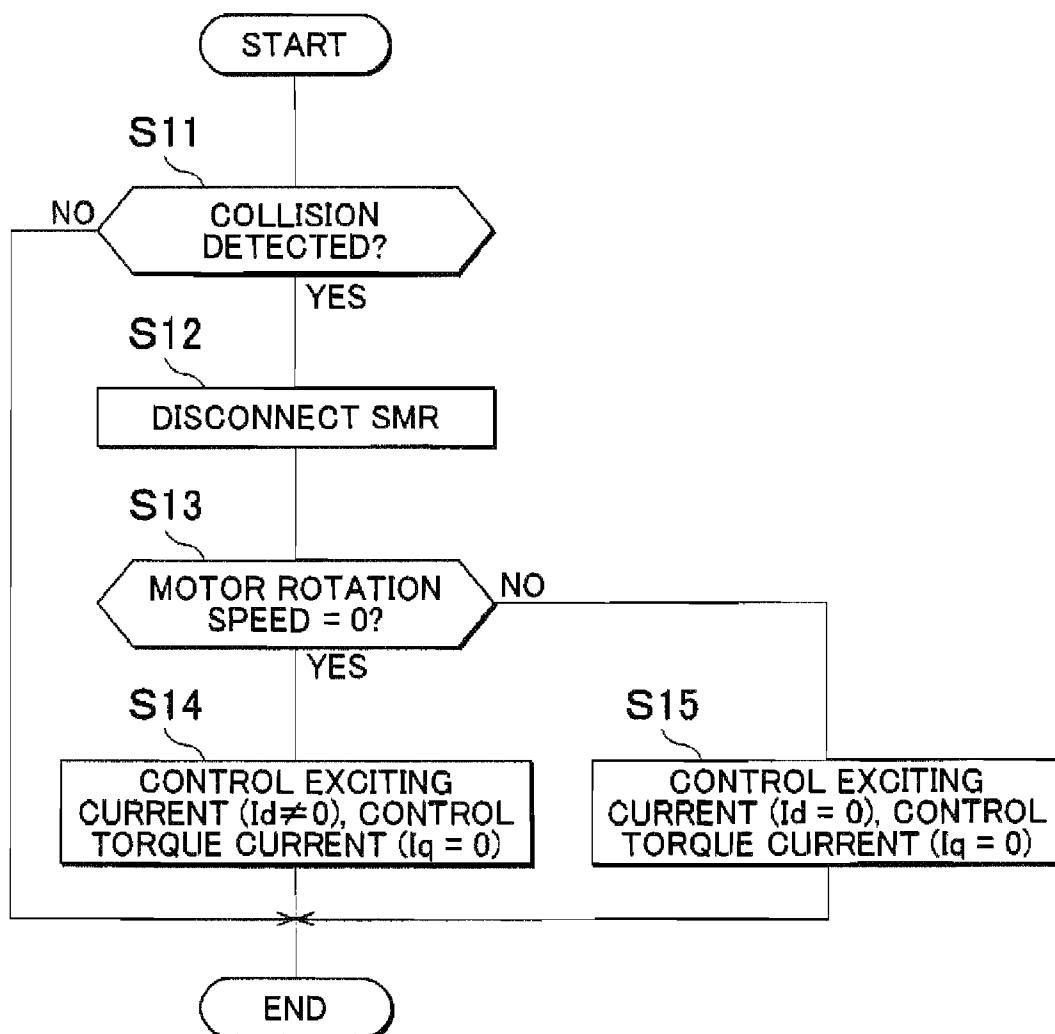 START
S11
NO
COLLISION
DETECTED?
YES
S12
DISCONNECT SMR
S13
MOTOR ROTATION
SPEED = 0?
NO
YES
S14
CONTROL EXCITING
CURRENT (Id≠0), CONTROL
TORQUE CURRENT (Iq = 0)
S15
CONTROL EXCITING
CURRENT (Id = 0), CONTROL
TORQUE CURRENT (Iq = 0)
END